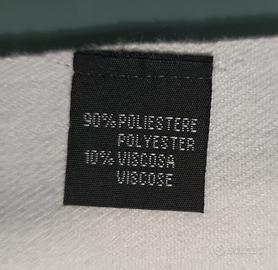 90% POLIESTERE
POLYESTER
10% VISCOSA
VISCOSE